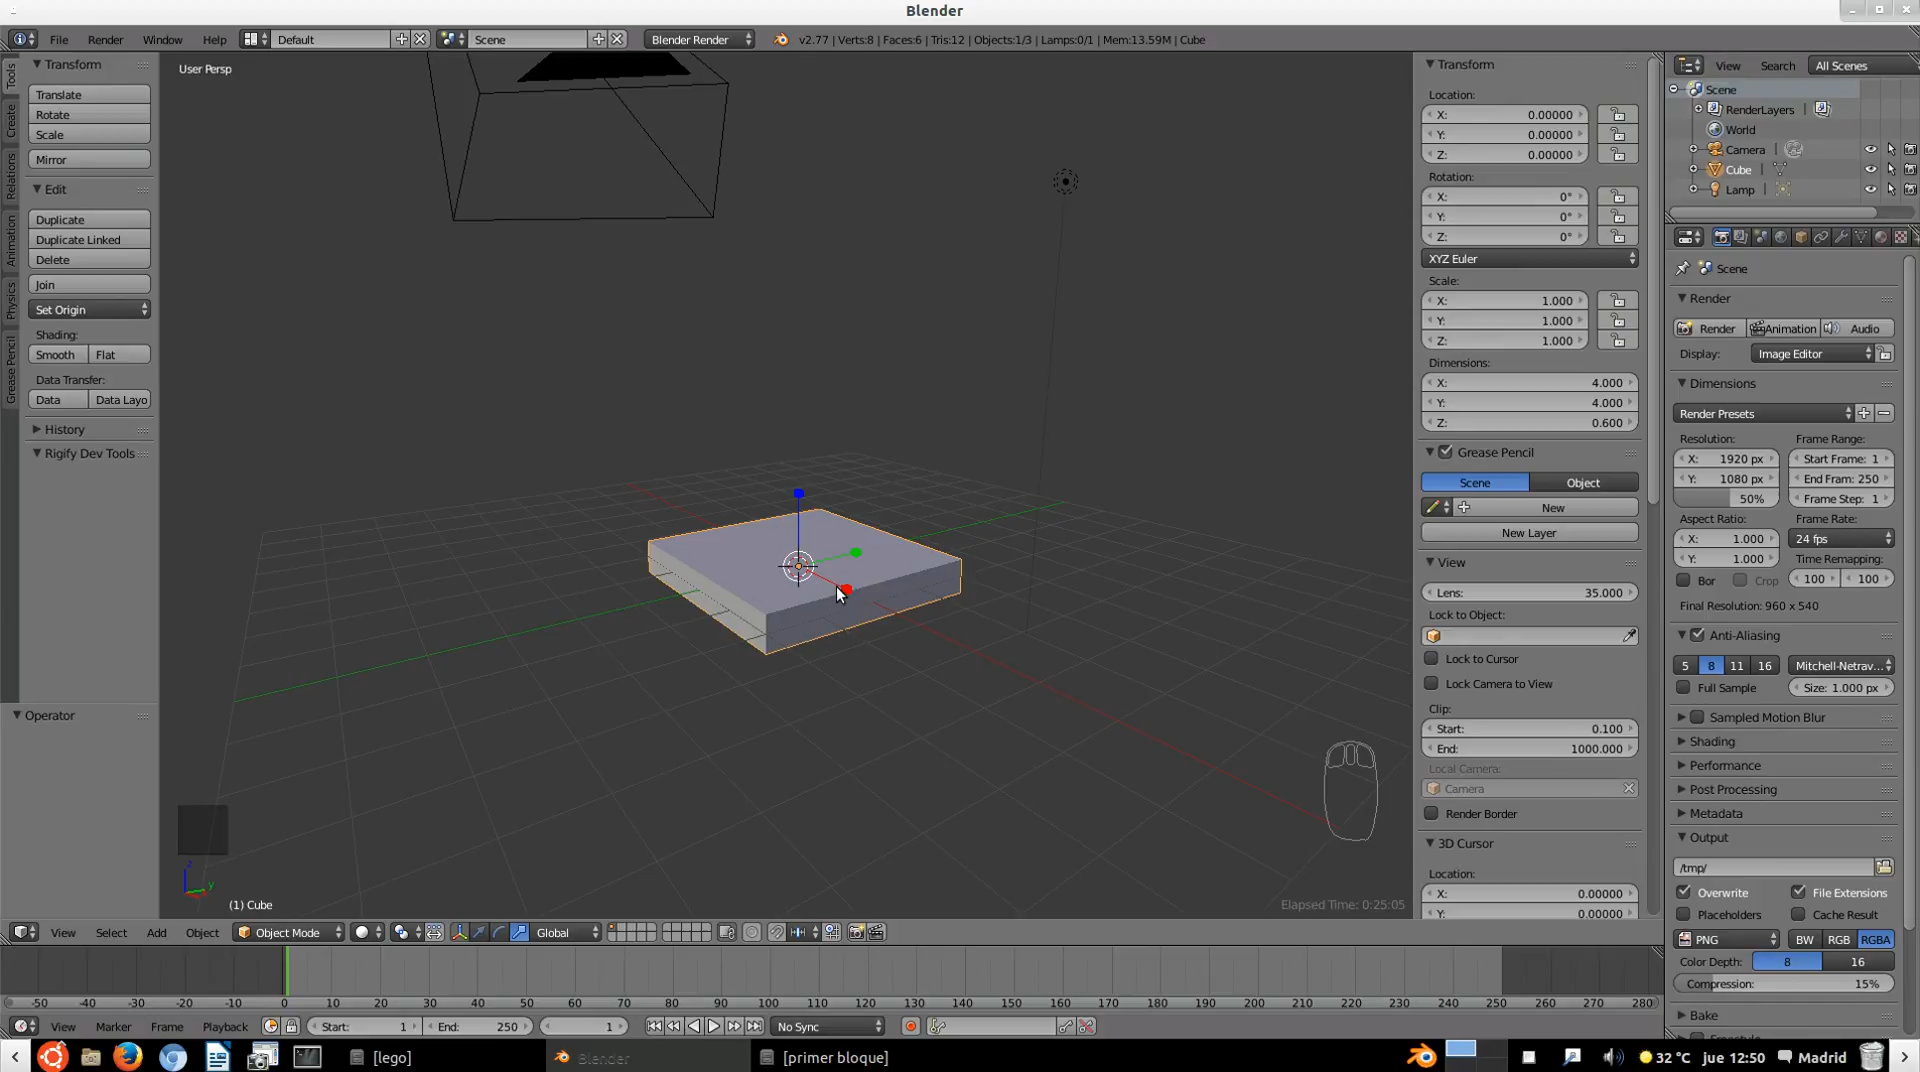 Blender
File Render Window Help Default Scene Blender Render v2.77 | Verts:8 | Faces:6 | Tris:12 | Objects:1/3 | Lamps:0/1 | Mem:13.59M | Cube
Tools
Create
Relations
Animation
Physics
Grease Pencil
Transform
Translate
Rotate
Scale
Mirror
Edit
Duplicate
Duplicate Linked
Delete
Join
Set Origin
Shading:
Smooth Flat
Data Transfer:
Data Data Layo
History
Rigify Dev Tools
Operator
User Persp
z
y
(1) Cube
Elapsed Time: 0:25:05
Transform
Location:
X: 0.00000
Y: 0.00000
Z: 0.00000
Rotation:
X: 0°
Y: 0°
Z: 0°
XYZ Euler
Scale:
X: 1.000
Y: 1.000
Z: 1.000
Dimensions:
X: 4.000
Y: 4.000
Z: 0.600
Grease Pencil
Scene Object
New
New Layer
View
Lens: 35.000
Lock to Object:
Lock to Cursor
Lock Camera to View
Clip:
Start: 0.100
End: 1000.000
Local Camera:
Camera
Render Border
3D Cursor
Location:
X: 0.00000
Y: 0.00000
View Search All Scenes
Scene
RenderLayers
World
Camera
Cube
Lamp
Scene
Render
Render Animation Audio
Display: Image Editor
Dimensions
Render Presets
Resolution: Frame Range:
X: 1920 px Start Frame: 1
Y: 1080 px End Fram: 250
50% Frame Step: 1
Aspect Ratio: Frame Rate:
X: 1.000 24 fps
Y: 1.000 Time Remapping:
Bor Crop 100 100
Final Resolution: 960 x 540
Anti-Aliasing
5 8 11 16 Mitchell-Netrav...
Full Sample Size: 1.000 px
Sampled Motion Blur
Shading
Performance
Post Processing
Metadata
Output
/tmp/
Overwrite File Extensions
Placeholders Cache Result
PNG BW RGB RGBA
Color Depth: 8 16
Compression: 15%
Bake
View Select Add Object Object Mode Global
-50 -40 -30 -20 -10 0 10 20 30 40 50 60 70 80 90 100 110 120 130 140 150 160 170 180 190 200 210 220 230 240 250 260 270 280
View Marker Frame Playback Start: 1 End: 250 1 No Sync
[lego] Blender [primer bloque] 32 °C jue 12:50 Madrid